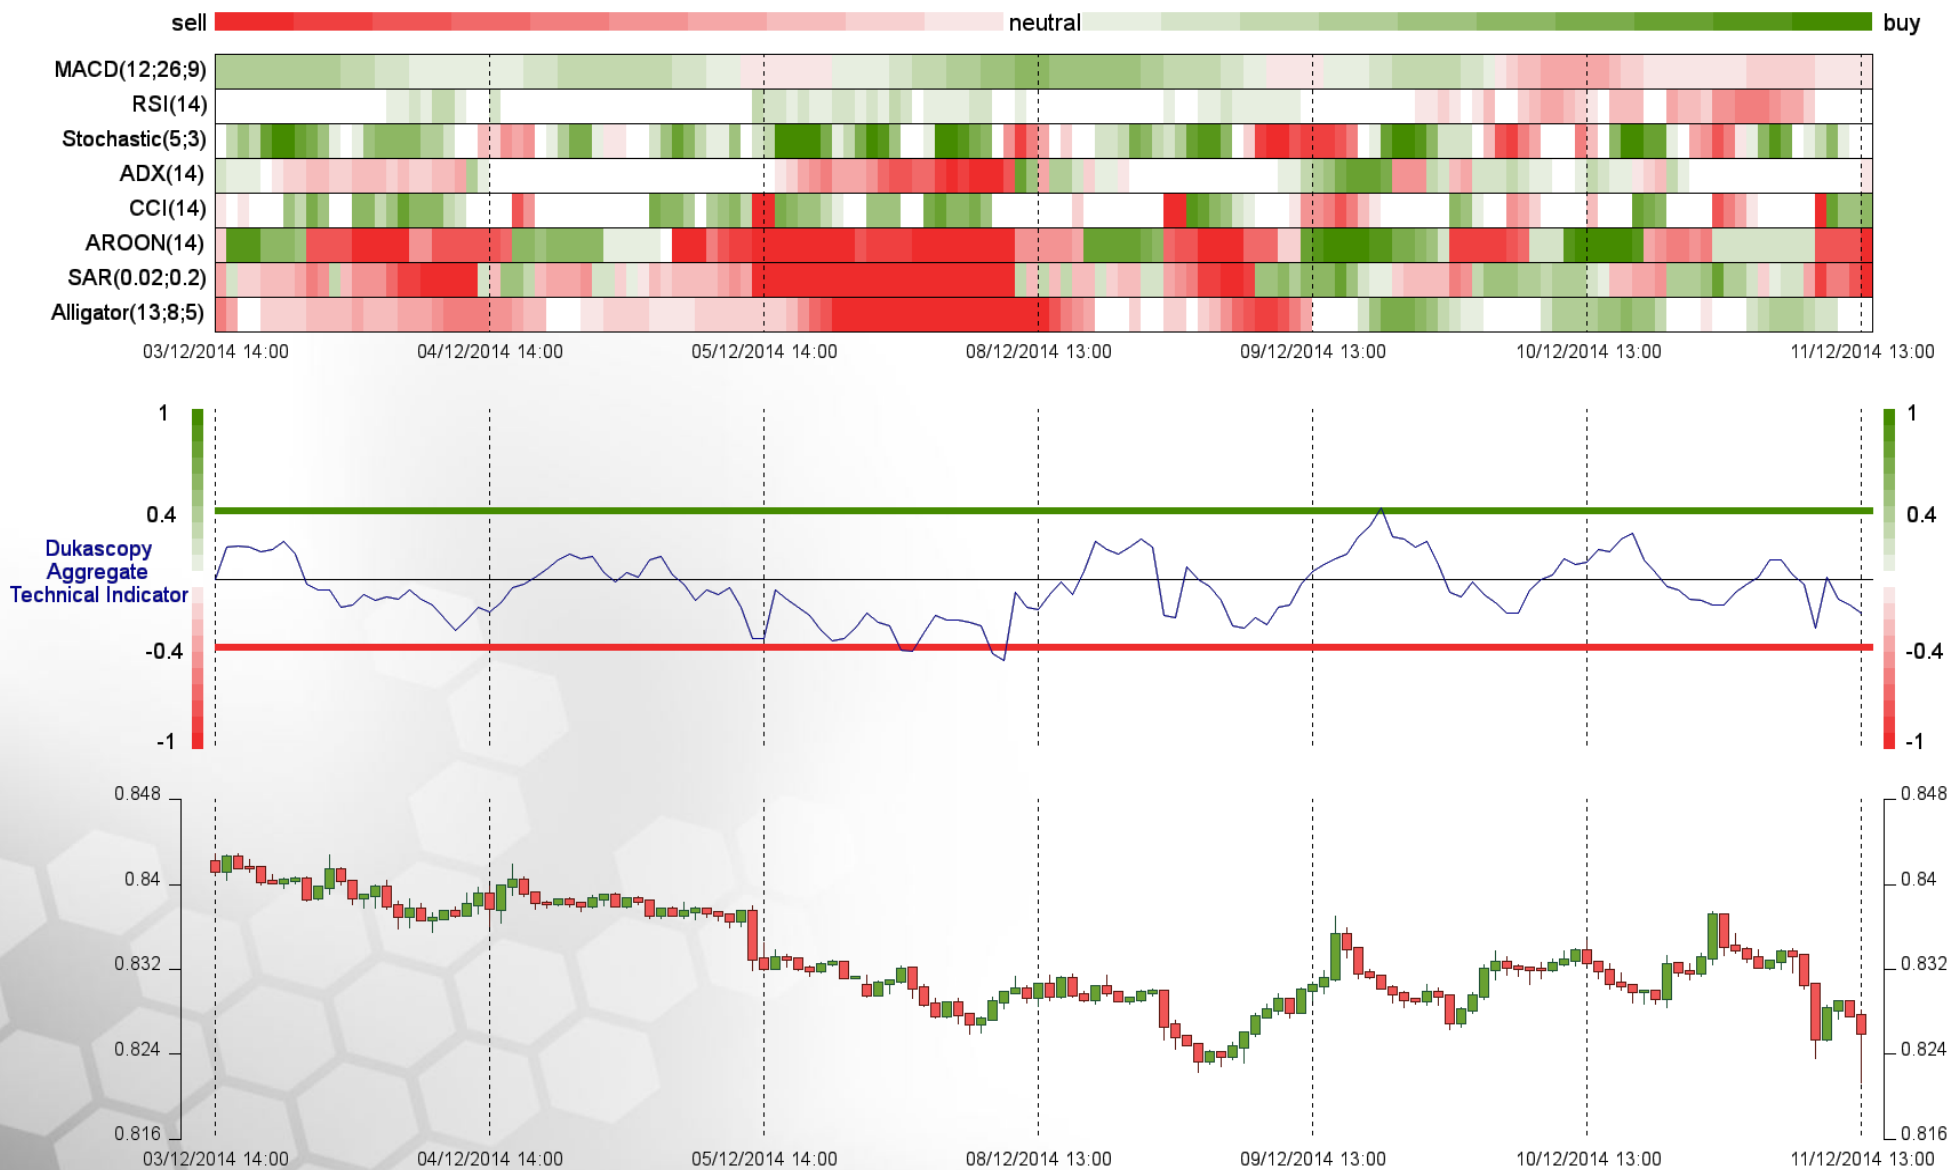 sell neutral buy
MACD(12;26;9)
RSI(14)
Stochastic(5;3)
ADX(14)
CCI(14)
AROON(14)
SAR(0.02;0.2)
Alligator(13;8;5)
03/12/2014 14:00 04/12/2014 14:00 05/12/2014 14:00 08/12/2014 13:00 09/12/2014 13:00 10/12/2014 13:00 11/12/2014 13:00
1 1
0.4 0.4
Dukascopy
Aggregate
Technical Indicator
-0.4 -0.4
-1 -1
0.848 0.848
0.84 0.84
0.832 0.832
0.824 0.824
0.816 0.816
03/12/2014 14:00 04/12/2014 14:00 05/12/2014 14:00 08/12/2014 13:00 09/12/2014 13:00 10/12/2014 13:00 11/12/2014 13:00